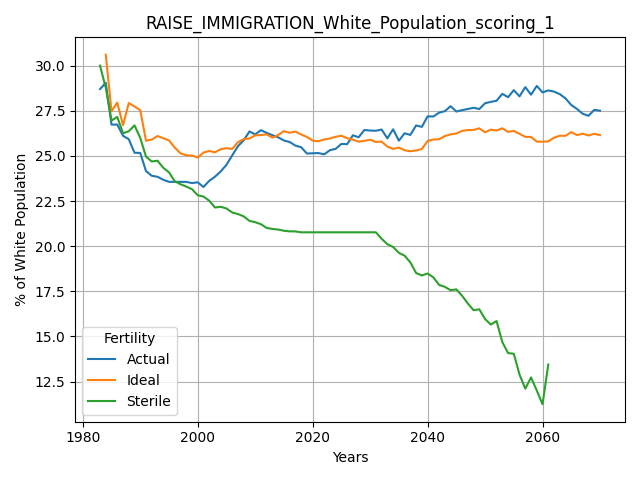 RAISE_IMMIGRATION_White_Population_scoring_1
% of White Population
30.0
27.5
25.0
22.5
20.0
17.5
15.0
12.5
Fertility
Actual
Ideal
Sterile
1980
2000
2020
2040
2060
Years